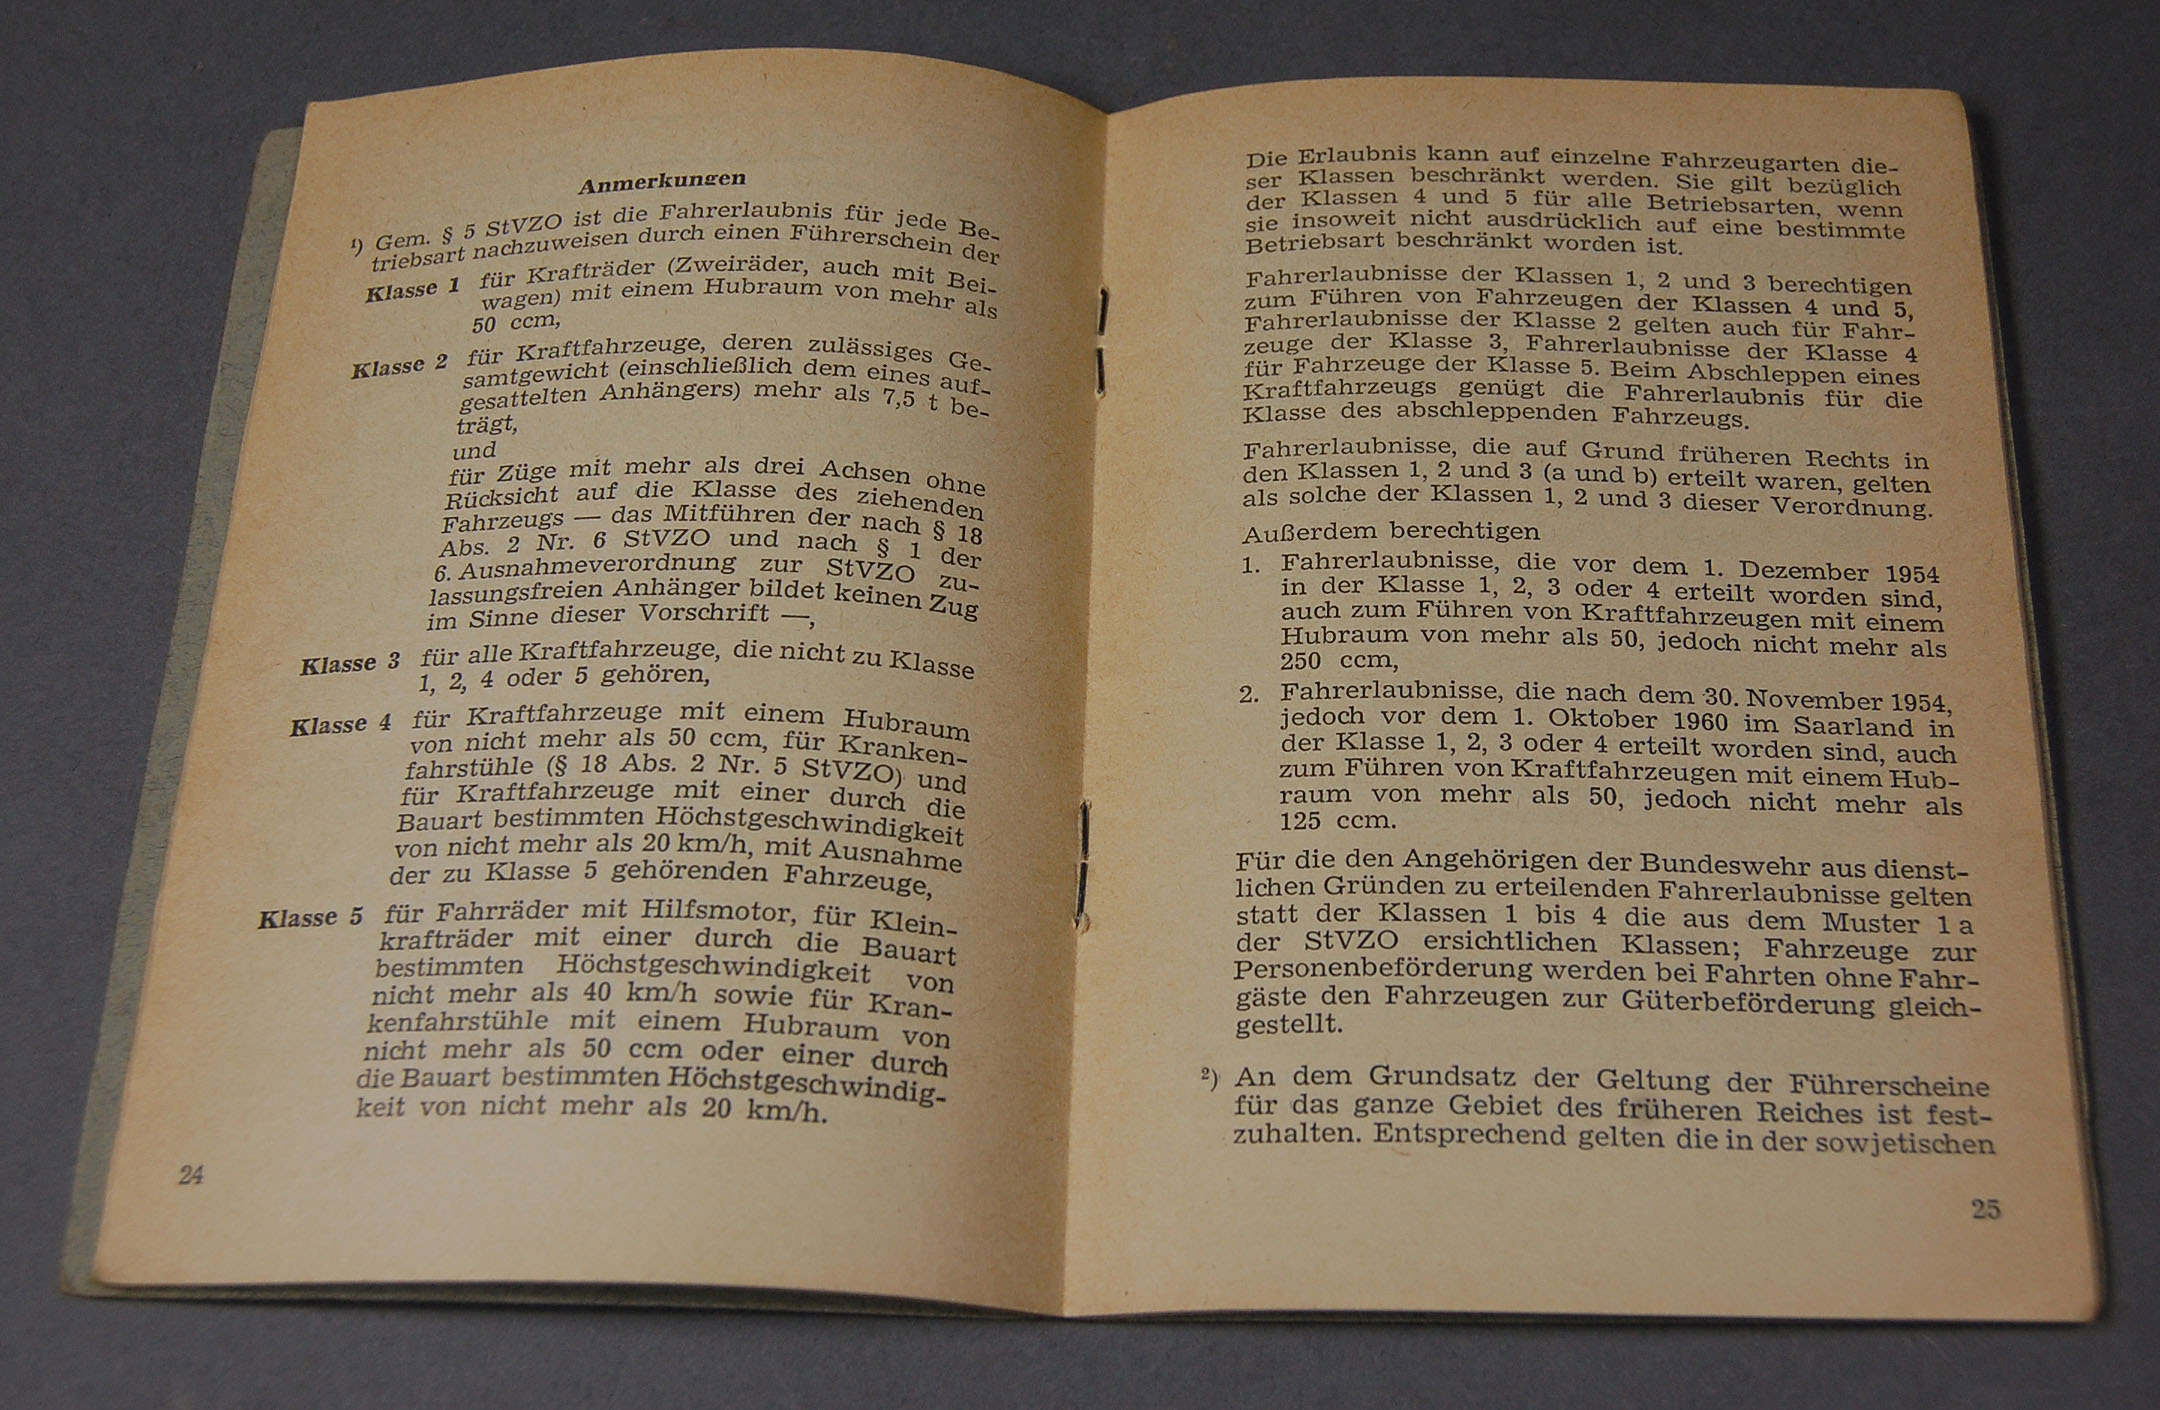 Anmerkungen
¹) Gem. § 5 StVZO ist die Fahrerlaubnis für jede Be-
triebsart nachzuweisen durch einen Führerschein der
Klasse 1 für Krafträder (Zweiräder, auch mit Bei-
wagen) mit einem Hubraum von mehr als
50 ccm,
Klasse 2 für Kraftfahrzeuge, deren zulässiges Ge-
samtgewicht (einschließlich dem eines auf-
gesattelten Anhängers) mehr als 7,5 t be-
trägt,
und
für Züge mit mehr als drei Achsen ohne
Rücksicht auf die Klasse des ziehenden
Fahrzeugs — das Mitführen der nach § 18
Abs. 2 Nr. 6 StVZO und nach § 1 der
6. Ausnahmeverordnung zur StVZO zu-
lassungsfreien Anhänger bildet keinen Zug
im Sinne dieser Vorschrift —,
Klasse 3 für alle Kraftfahrzeuge, die nicht zu Klasse
1, 2, 4 oder 5 gehören,
Klasse 4 für Kraftfahrzeuge mit einem Hubraum
von nicht mehr als 50 ccm, für Kranken-
fahrstühle (§ 18 Abs. 2 Nr. 5 StVZO) und
für Kraftfahrzeuge mit einer durch die
Bauart bestimmten Höchstgeschwindigkeit
von nicht mehr als 20 km/h, mit Ausnahme
der zu Klasse 5 gehörenden Fahrzeuge,
Klasse 5 für Fahrräder mit Hilfsmotor, für Klein-
krafträder mit einer durch die Bauart
bestimmten Höchstgeschwindigkeit von
nicht mehr als 40 km/h sowie für Kran-
kenfahrstühle mit einem Hubraum von
nicht mehr als 50 ccm oder einer durch
die Bauart bestimmten Höchstgeschwindig-
keit von nicht mehr als 20 km/h.
24
Die Erlaubnis kann auf einzelne Fahrzeugarten die-
ser Klassen beschränkt werden. Sie gilt bezüglich
der Klassen 4 und 5 für alle Betriebsarten, wenn
sie insoweit nicht ausdrücklich auf eine bestimmte
Betriebsart beschränkt worden ist.
Fahrerlaubnisse der Klassen 1, 2 und 3 berechtigen
zum Führen von Fahrzeugen der Klassen 4 und 5,
Fahrerlaubnisse der Klasse 2 gelten auch für Fahr-
zeuge der Klasse 3, Fahrerlaubnisse der Klasse 4
für Fahrzeuge der Klasse 5. Beim Abschleppen eines
Kraftfahrzeugs genügt die Fahrerlaubnis für die
Klasse des abschleppenden Fahrzeugs.
Fahrerlaubnisse, die auf Grund früheren Rechts in
den Klassen 1, 2 und 3 (a und b) erteilt waren, gelten
als solche der Klassen 1, 2 und 3 dieser Verordnung.
Außerdem berechtigen
1. Fahrerlaubnisse, die vor dem 1. Dezember 1954
in der Klasse 1, 2, 3 oder 4 erteilt worden sind,
auch zum Führen von Kraftfahrzeugen mit einem
Hubraum von mehr als 50, jedoch nicht mehr als
250 ccm,
2. Fahrerlaubnisse, die nach dem 30. November 1954,
jedoch vor dem 1. Oktober 1960 im Saarland in
der Klasse 1, 2, 3 oder 4 erteilt worden sind, auch
zum Führen von Kraftfahrzeugen mit einem Hub-
raum von mehr als 50, jedoch nicht mehr als
125 ccm.
Für die den Angehörigen der Bundeswehr aus dienst-
lichen Gründen zu erteilenden Fahrerlaubnisse gelten
statt der Klassen 1 bis 4 die aus dem Muster 1 a
der StVZO ersichtlichen Klassen; Fahrzeuge zur
Personenbeförderung werden bei Fahrten ohne Fahr-
gäste den Fahrzeugen zur Güterbeförderung gleich-
gestellt.
²) An dem Grundsatz der Geltung der Führerscheine
für das ganze Gebiet des früheren Reiches ist fest-
zuhalten. Entsprechend gelten die in der sowjetischen
25